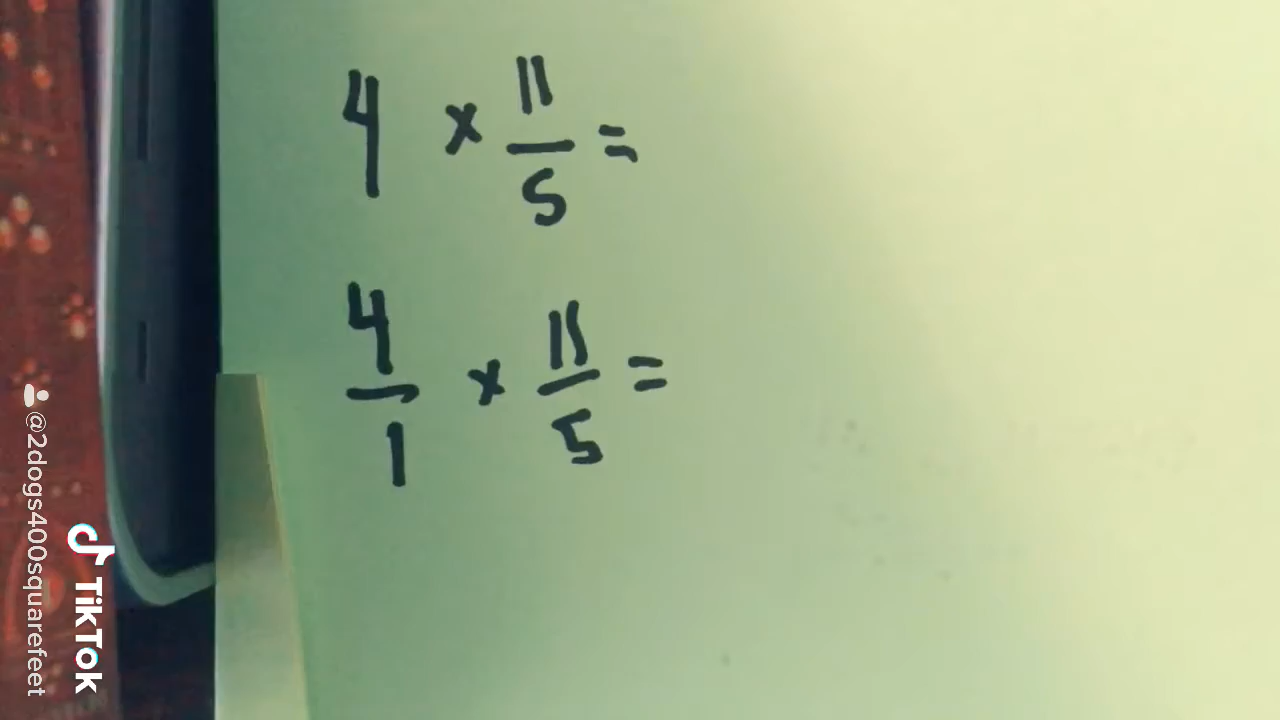 4 × 11/5 =
4/1 × 11/5 =
@2dogs400squarefeet
TikTok